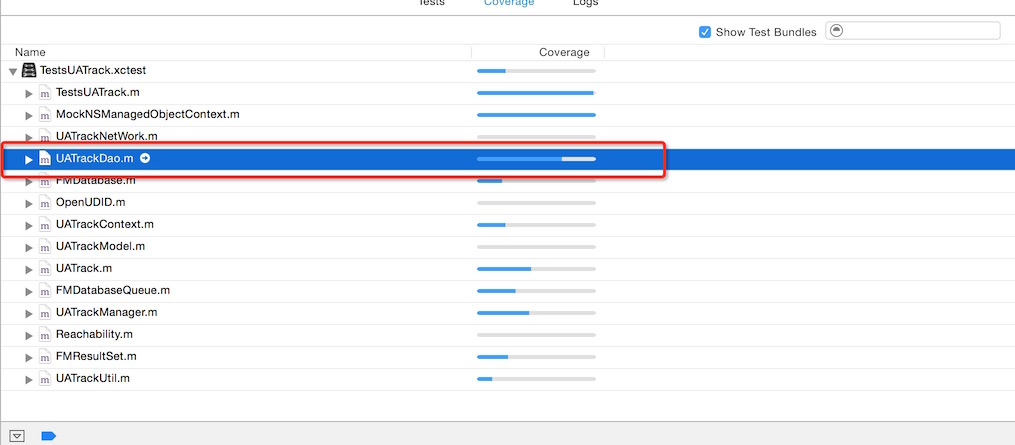 Tests Coverage Logs
Show Test Bundles
Name Coverage
TestsUATrack.xctest
m TestsUATrack.m
m MockNSManagedObjectContext.m
m UATrackNetWork.m
m UATrackDao.m
m FMDatabase.m
m OpenUDID.m
m UATrackContext.m
m UATrackModel.m
m UATrack.m
m FMDatabaseQueue.m
m UATrackManager.m
m Reachability.m
m FMResultSet.m
m UATrackUtil.m